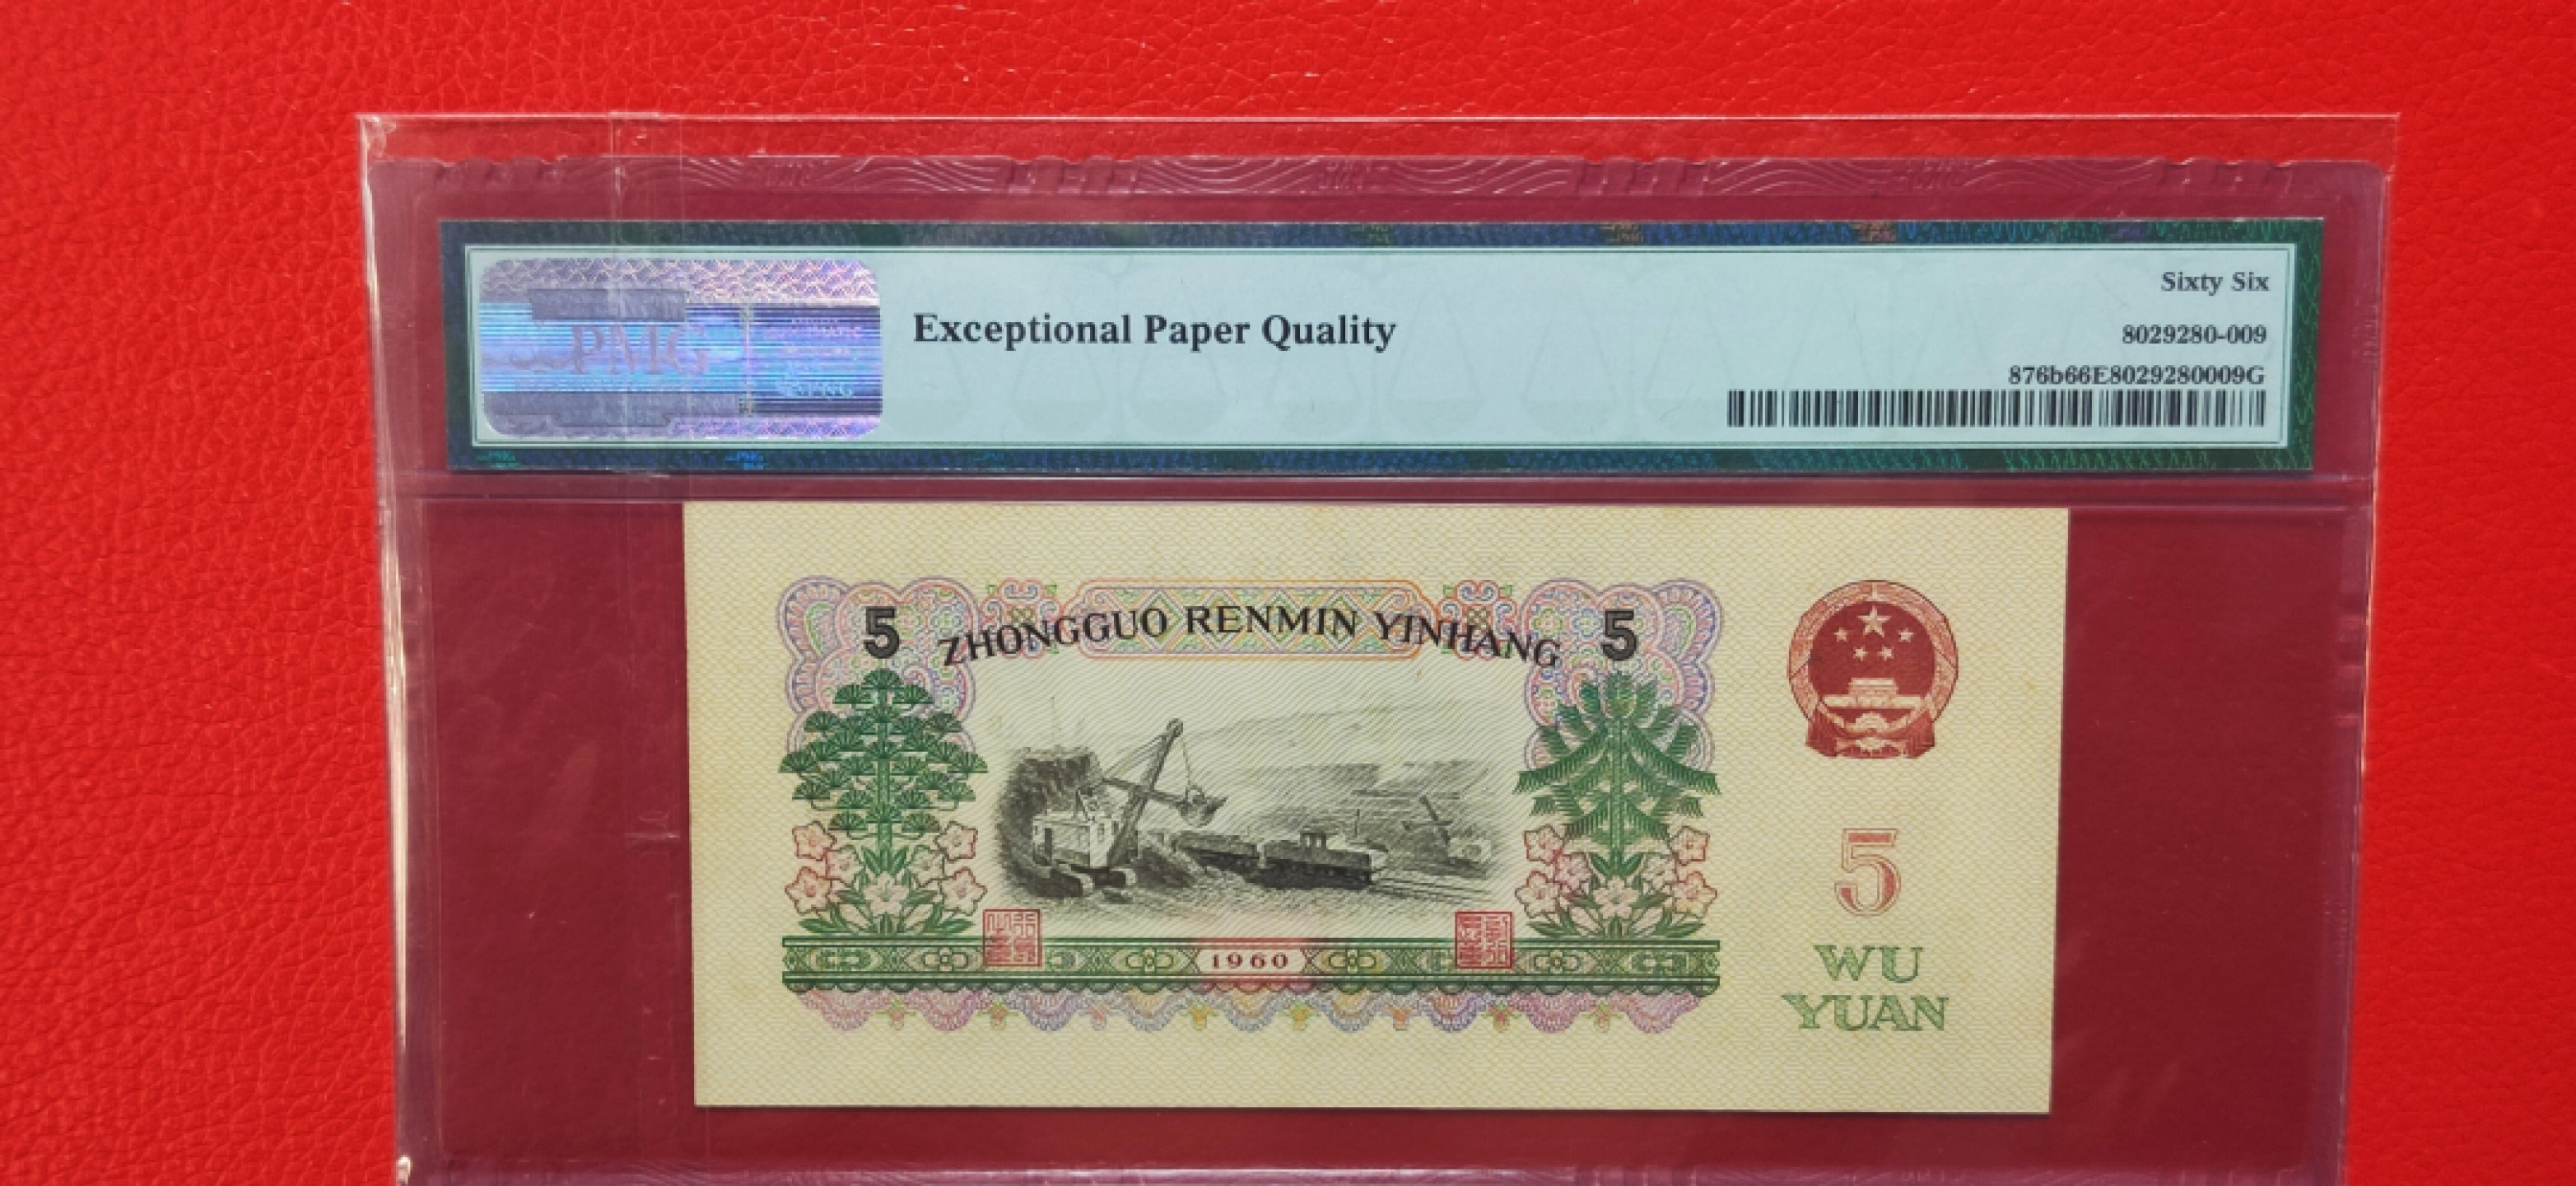 Sixty Six
Exceptional Paper Quality
8029280-009
876b66E8029280009G
PMG
5 ZHONGGUO RENMIN YINHANG 5
5
1960
WU
YUAN